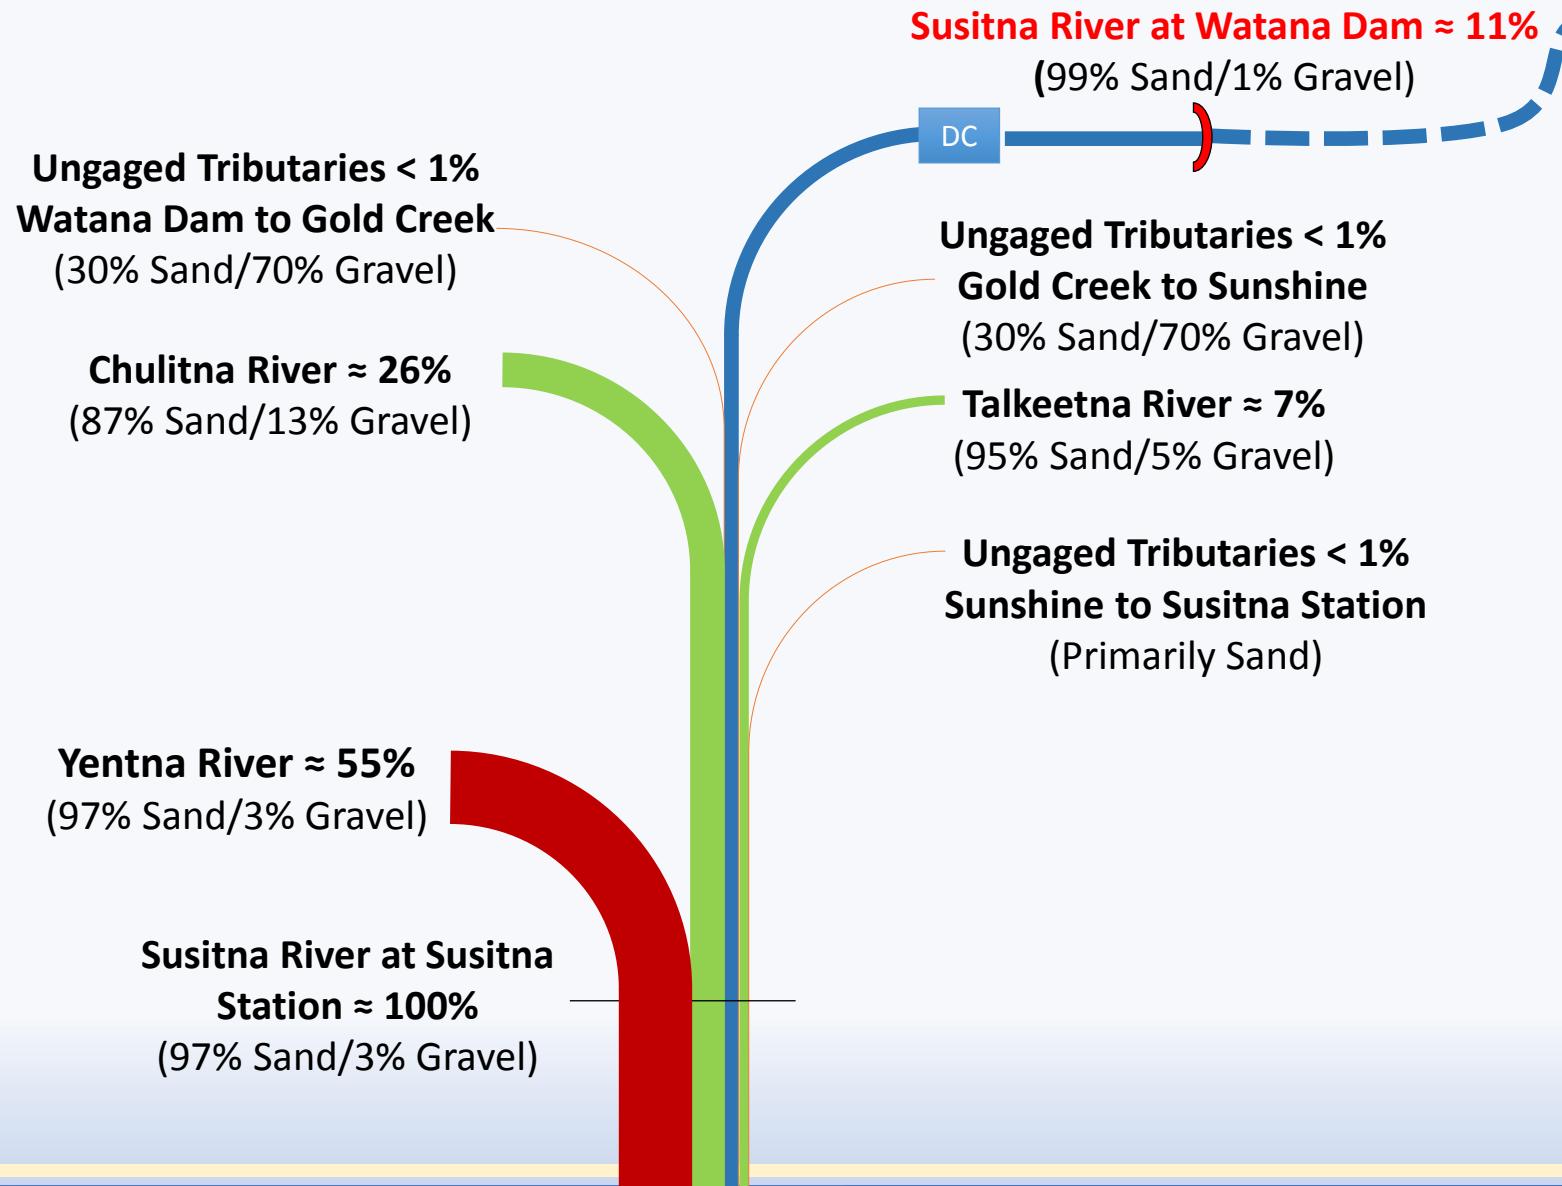 Susitna River at Watana Dam ≈ 11%
(99% Sand/1% Gravel)
DC
Ungaged Tributaries < 1%
Watana Dam to Gold Creek
(30% Sand/70% Gravel)
Ungaged Tributaries < 1%
Gold Creek to Sunshine
(30% Sand/70% Gravel)
Chulitna River ≈ 26%
(87% Sand/13% Gravel)
Talkeetna River ≈ 7%
(95% Sand/5% Gravel)
Ungaged Tributaries < 1%
Sunshine to Susitna Station
(Primarily Sand)
Yentna River ≈ 55%
(97% Sand/3% Gravel)
Susitna River at Susitna
Station ≈ 100%
(97% Sand/3% Gravel)